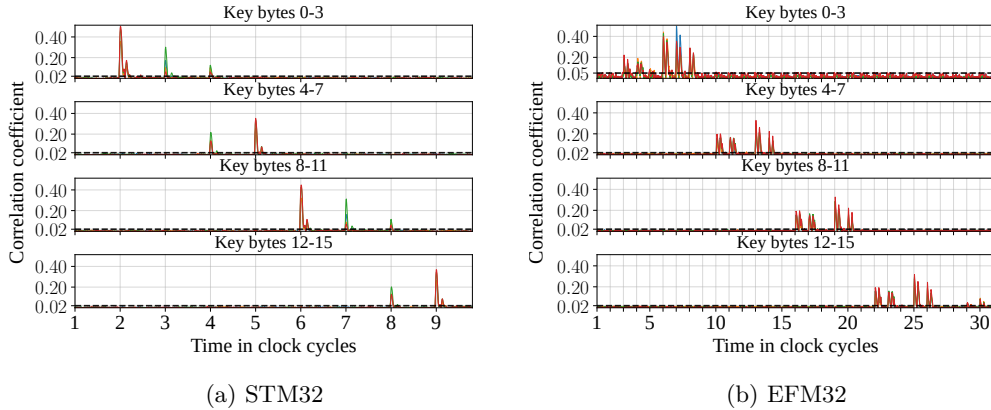 Key bytes 0-3
0.40
0.20
0.02
Key bytes 4-7
0.40
0.20
0.02
Key bytes 8-11
0.40
0.20
0.02
Key bytes 12-15
0.40
0.20
0.02
Correlation coefficient
1 2 3 4 5 6 7 8 9
Time in clock cycles
(a) STM32
Key bytes 0-3
0.40
0.20
0.05
Key bytes 4-7
0.40
0.20
0.02
Key bytes 8-11
0.40
0.20
0.02
Key bytes 12-15
0.40
0.20
0.02
Correlation coefficient
1 5 10 15 20 25 30
Time in clock cycles
(b) EFM32